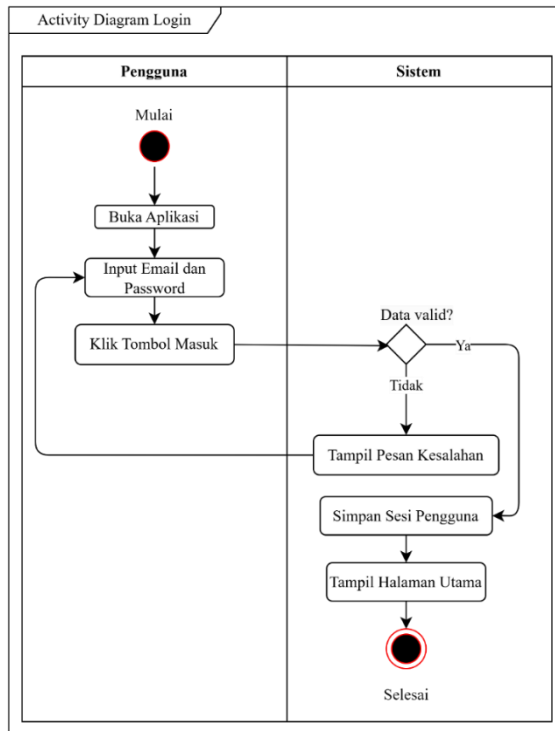 Activity Diagram Login
Pengguna
Sistem
Mulai
Buka Aplikasi
Input Email dan
Password
Klik Tombol Masuk
Data valid?
Ya
Tidak
Tampil Pesan Kesalahan
Simpan Sesi Pengguna
Tampil Halaman Utama
Selesai